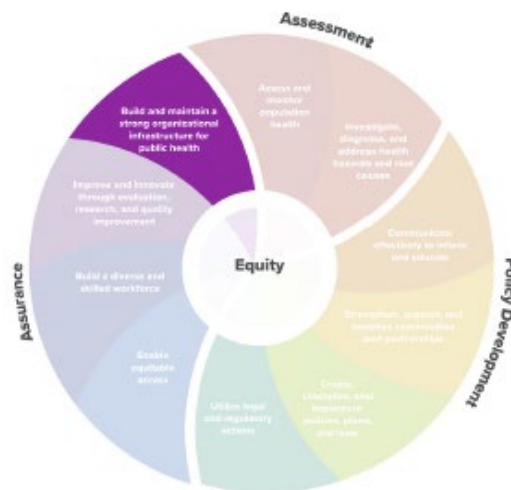 Assessment
Build and maintain a
strong organizational
infrastructure for
public health
Assess and
monitor
population
health
Investigate,
diagnose, and
address health
hazards and root
causes
Improve and innovate
through evaluation,
research, and quality
improvement
Communicate
effectively to inform
and educate
Equity
Build a diverse and
skilled workforce
Assurance
Policy Development
Strengthen, support, and
mobilize communities
and partnerships
Enable
equitable
access
Utilize legal
and regulatory
actions
Create,
champion, and
implement
policies, plans,
and laws